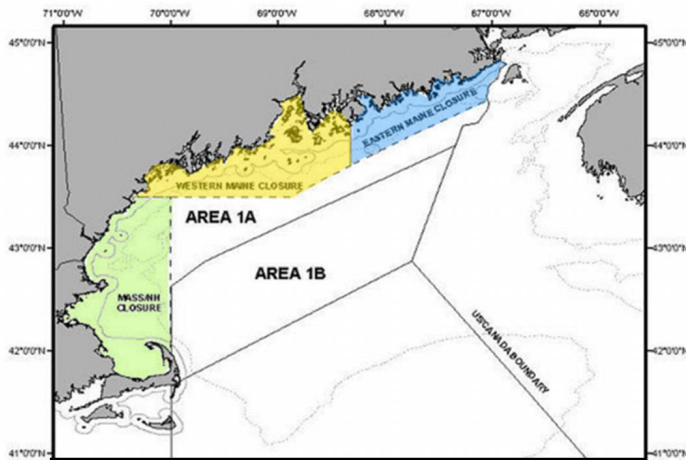 71°0'0"W 70°0'0"W 69°0'0"W 68°0'0"W 67°0'0"W 66°0'0"W
45°0'0"N 45°0'0"N
EASTERN MAINE CLOSURE
44°0'0"N 44°0'0"N
WESTERN MAINE CLOSURE
AREA 1A
43°0'0"N 43°0'0"N
AREA 1B
MASS/NH
CLOSURE
US/CANADA BOUNDARY
42°0'0"N 42°0'0"N
41°0'0"N 41°0'0"N